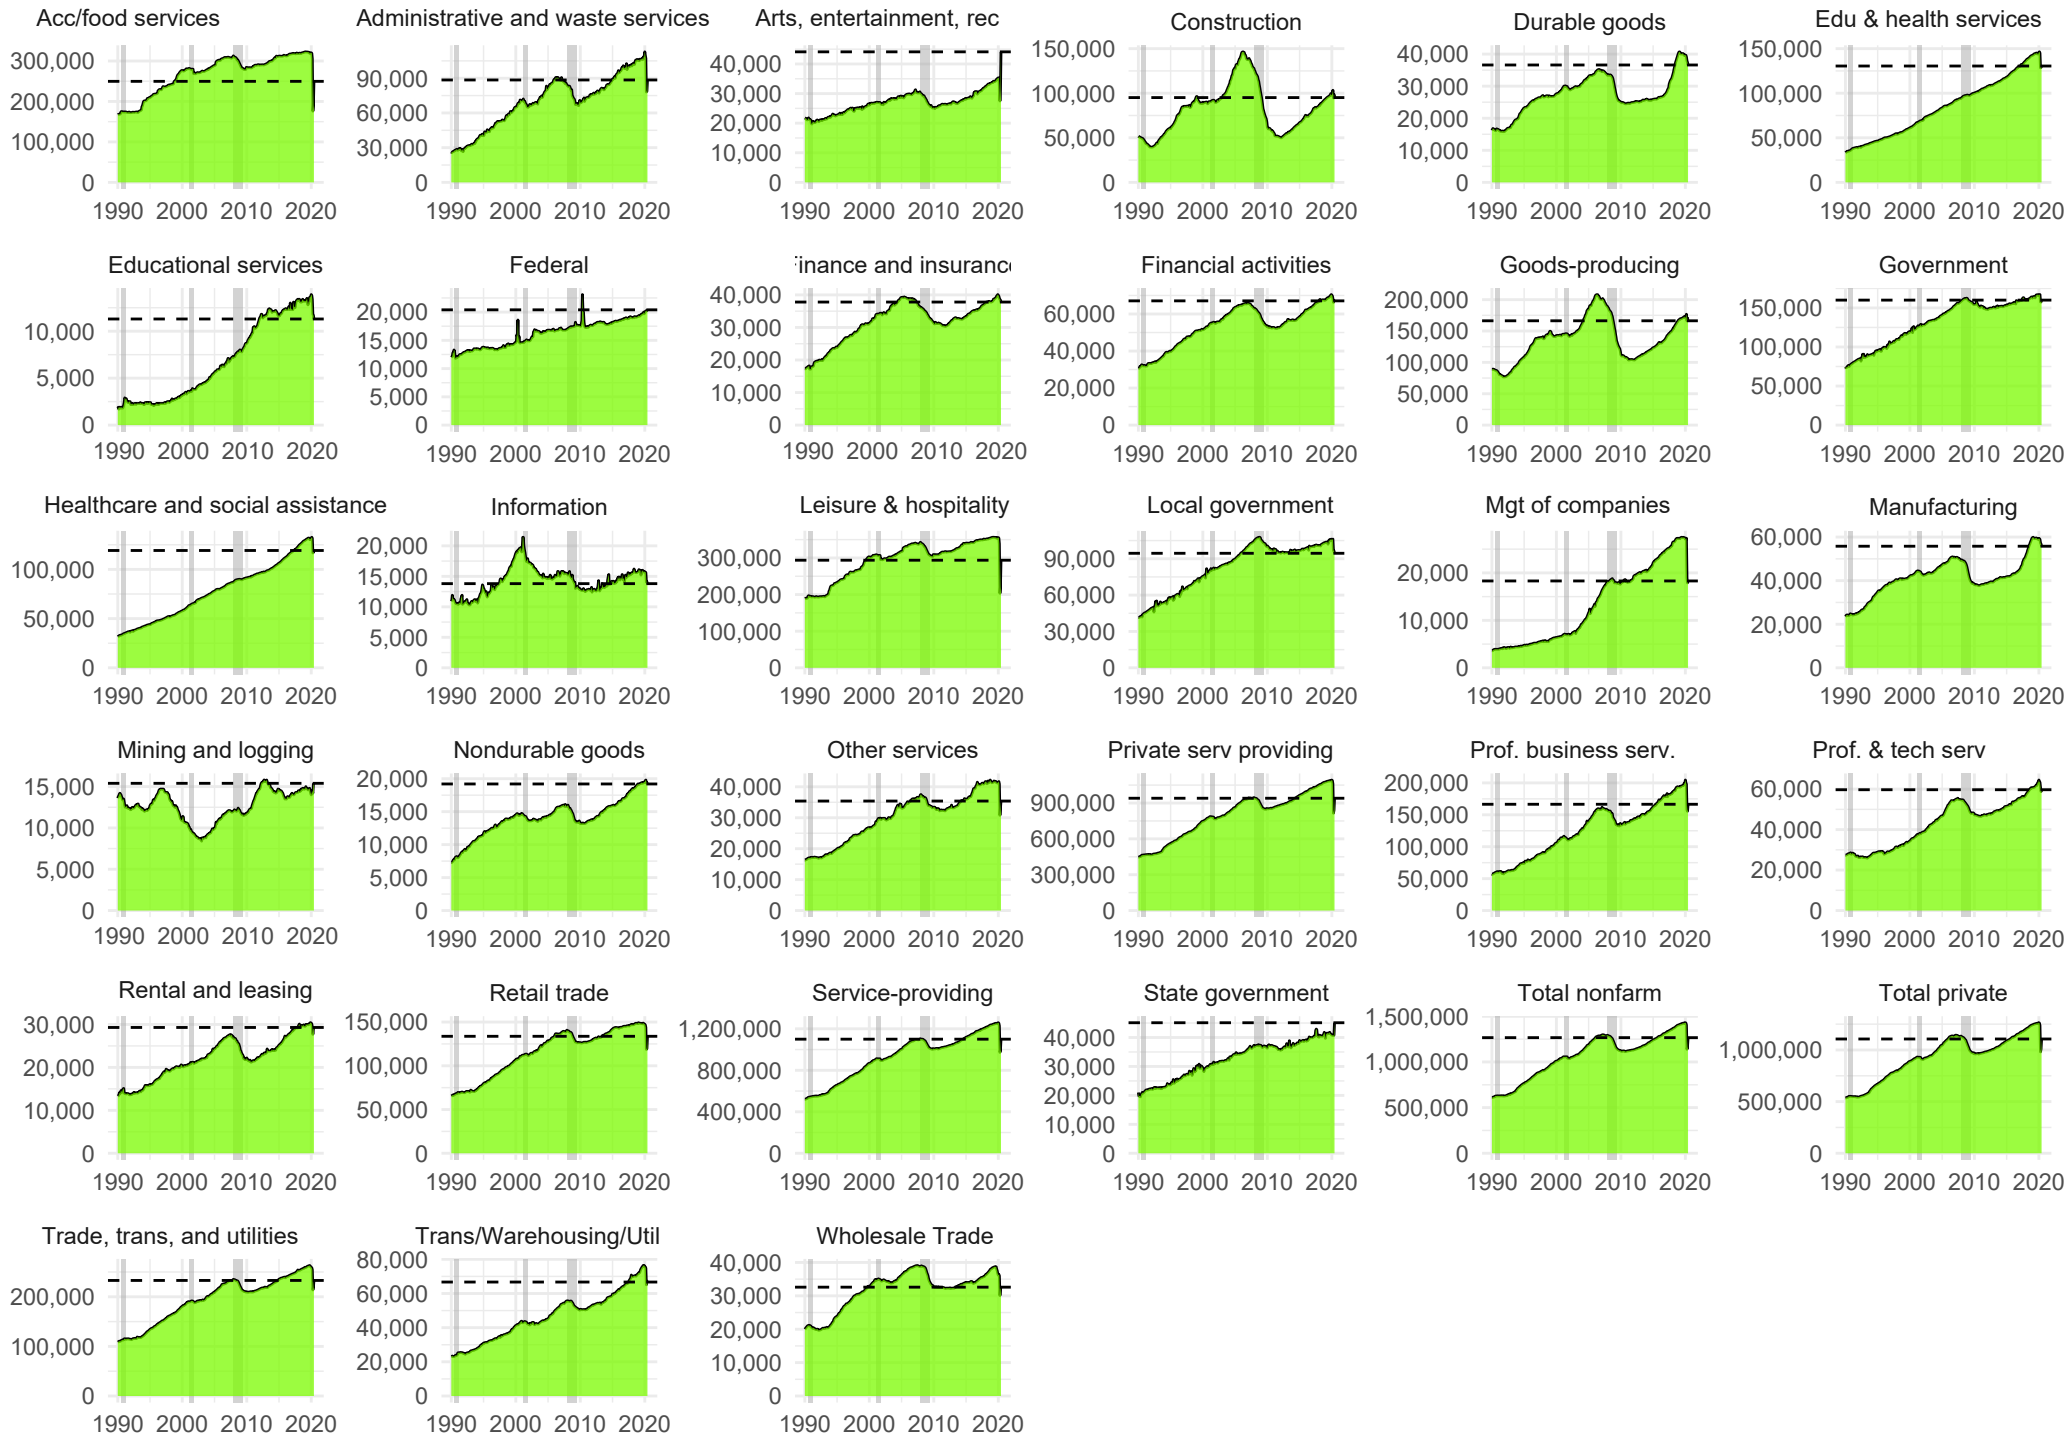 Acc/food services
300,000
200,000
100,000
0
1990 2000 2010 2020
Administrative and waste services
90,000
60,000
30,000
0
1990 2000 2010 2020
Arts, entertainment, rec
40,000
30,000
20,000
10,000
0
1990 2000 2010 2020
Construction
150,000
100,000
50,000
0
1990 2000 2010 2020
Durable goods
40,000
30,000
20,000
10,000
0
1990 2000 2010 2020
Edu & health services
150,000
100,000
50,000
0
1990 2000 2010 2020
Educational services
10,000
5,000
0
1990 2000 2010 2020
Federal
20,000
15,000
10,000
5,000
0
1990 2000 2010 2020
inance and insuranc
40,000
30,000
20,000
10,000
0
1990 2000 2010 2020
Financial activities
60,000
40,000
20,000
0
1990 2000 2010 2020
Goods-producing
200,000
150,000
100,000
50,000
0
1990 2000 2010 2020
Government
150,000
100,000
50,000
0
1990 2000 2010 2020
Healthcare and social assistance
100,000
50,000
0
1990 2000 2010 2020
Information
20,000
15,000
10,000
5,000
0
1990 2000 2010 2020
Leisure & hospitality
300,000
200,000
100,000
0
1990 2000 2010 2020
Local government
90,000
60,000
30,000
0
1990 2000 2010 2020
Mgt of companies
20,000
10,000
0
1990 2000 2010 2020
Manufacturing
60,000
40,000
20,000
0
1990 2000 2010 2020
Mining and logging
15,000
10,000
5,000
0
1990 2000 2010 2020
Nondurable goods
20,000
15,000
10,000
5,000
0
1990 2000 2010 2020
Other services
40,000
30,000
20,000
10,000
0
1990 2000 2010 2020
Private serv providing
900,000
600,000
300,000
0
1990 2000 2010 2020
Prof. business serv.
200,000
150,000
100,000
50,000
0
1990 2000 2010 2020
Prof. & tech serv
60,000
40,000
20,000
0
1990 2000 2010 2020
Rental and leasing
30,000
20,000
10,000
0
1990 2000 2010 2020
Retail trade
150,000
100,000
50,000
0
1990 2000 2010 2020
Service-providing
1,200,000
800,000
400,000
0
1990 2000 2010 2020
State government
40,000
30,000
20,000
10,000
0
1990 2000 2010 2020
Total nonfarm
1,500,000
1,000,000
500,000
0
1990 2000 2010 2020
Total private
1,000,000
500,000
0
1990 2000 2010 2020
Trade, trans, and utilities
200,000
100,000
0
1990 2000 2010 2020
Trans/Warehousing/Util
80,000
60,000
40,000
20,000
0
1990 2000 2010 2020
Wholesale Trade
40,000
30,000
20,000
10,000
0
1990 2000 2010 2020